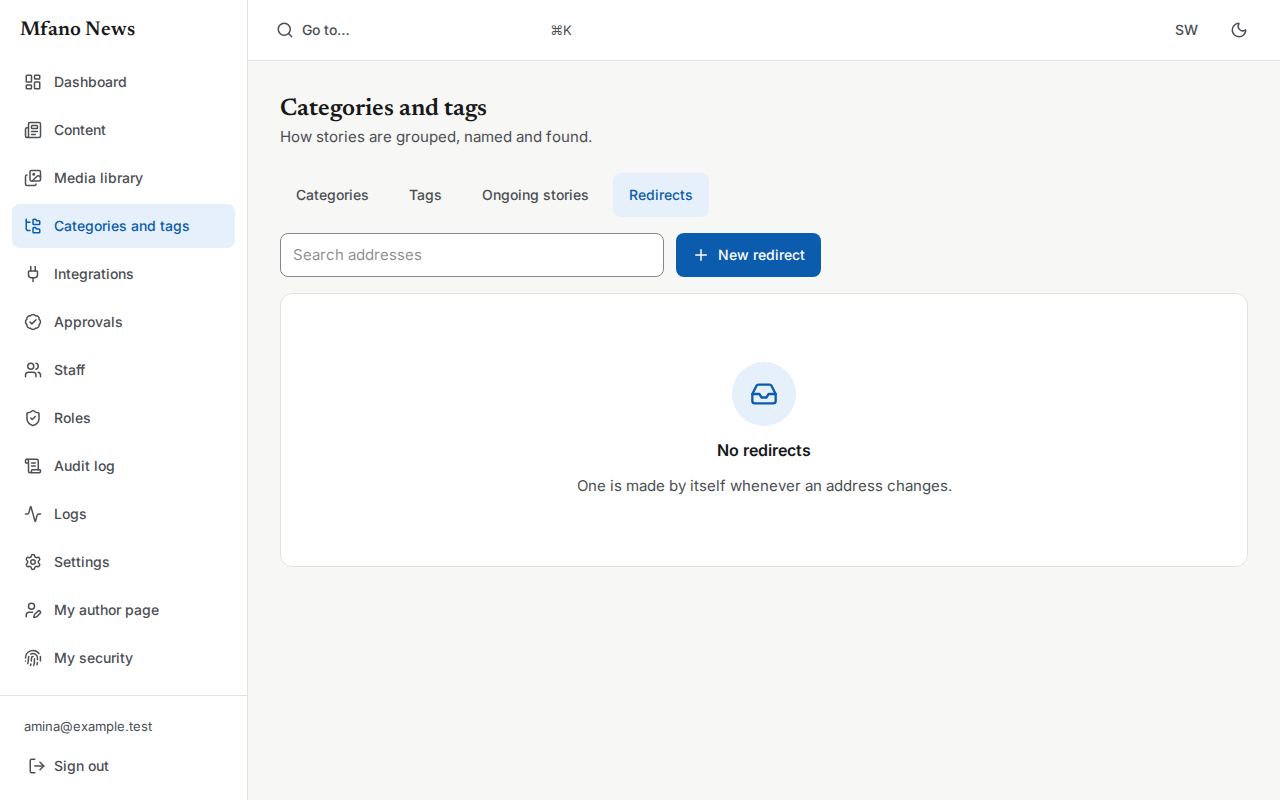 Mfano News
Go to...
⌘K
SW
Dashboard
Content
Media library
Categories and tags
Integrations
Approvals
Staff
Roles
Audit log
Logs
Settings
My author page
My security
amina@example.test
Sign out
Categories and tags
How stories are grouped, named and found.
Categories
Tags
Ongoing stories
Redirects
Search addresses
New redirect
No redirects
One is made by itself whenever an address changes.